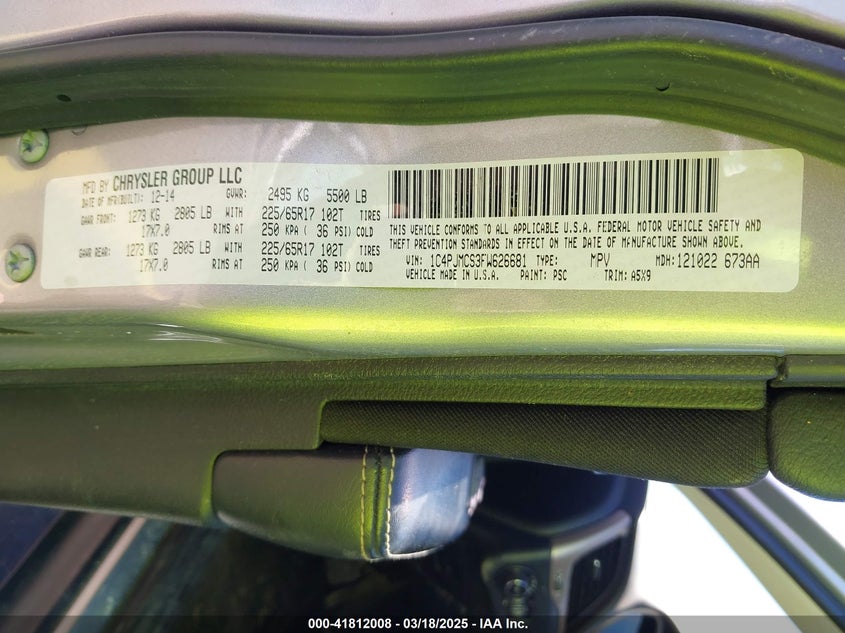 MFD BY CHRYSLER GROUP LLC
DATE OF MFR(BUILT): 12-14 GVWR: 2495 KG 5500 LB
GAWR FRONT: 1273 KG 2805 LB WITH 225/65R17 102T TIRES
17X7.0 RIMS AT 250 KPA ( 36 PSI) COLD
GAWR REAR: 1273 KG 2805 LB WITH 225/65R17 102T TIRES
17X7.0 RIMS AT 250 KPA ( 36 PSI) COLD
THIS VEHICLE CONFORMS TO ALL APPLICABLE U.S.A. FEDERAL MOTOR VEHICLE SAFETY AND
THEFT PREVENTION STANDARDS IN EFFECT ON THE DATE OF MANUFACTURE SHOWN ABOVE.
VIN: 1C4PJMCS3FW626681 TYPE: MPV MDH: 121022 673AA
VEHICLE MADE IN U.S.A. PAINT: PSC TRIM: A5X9
000-41812008 - 03/18/2025 - IAA Inc.